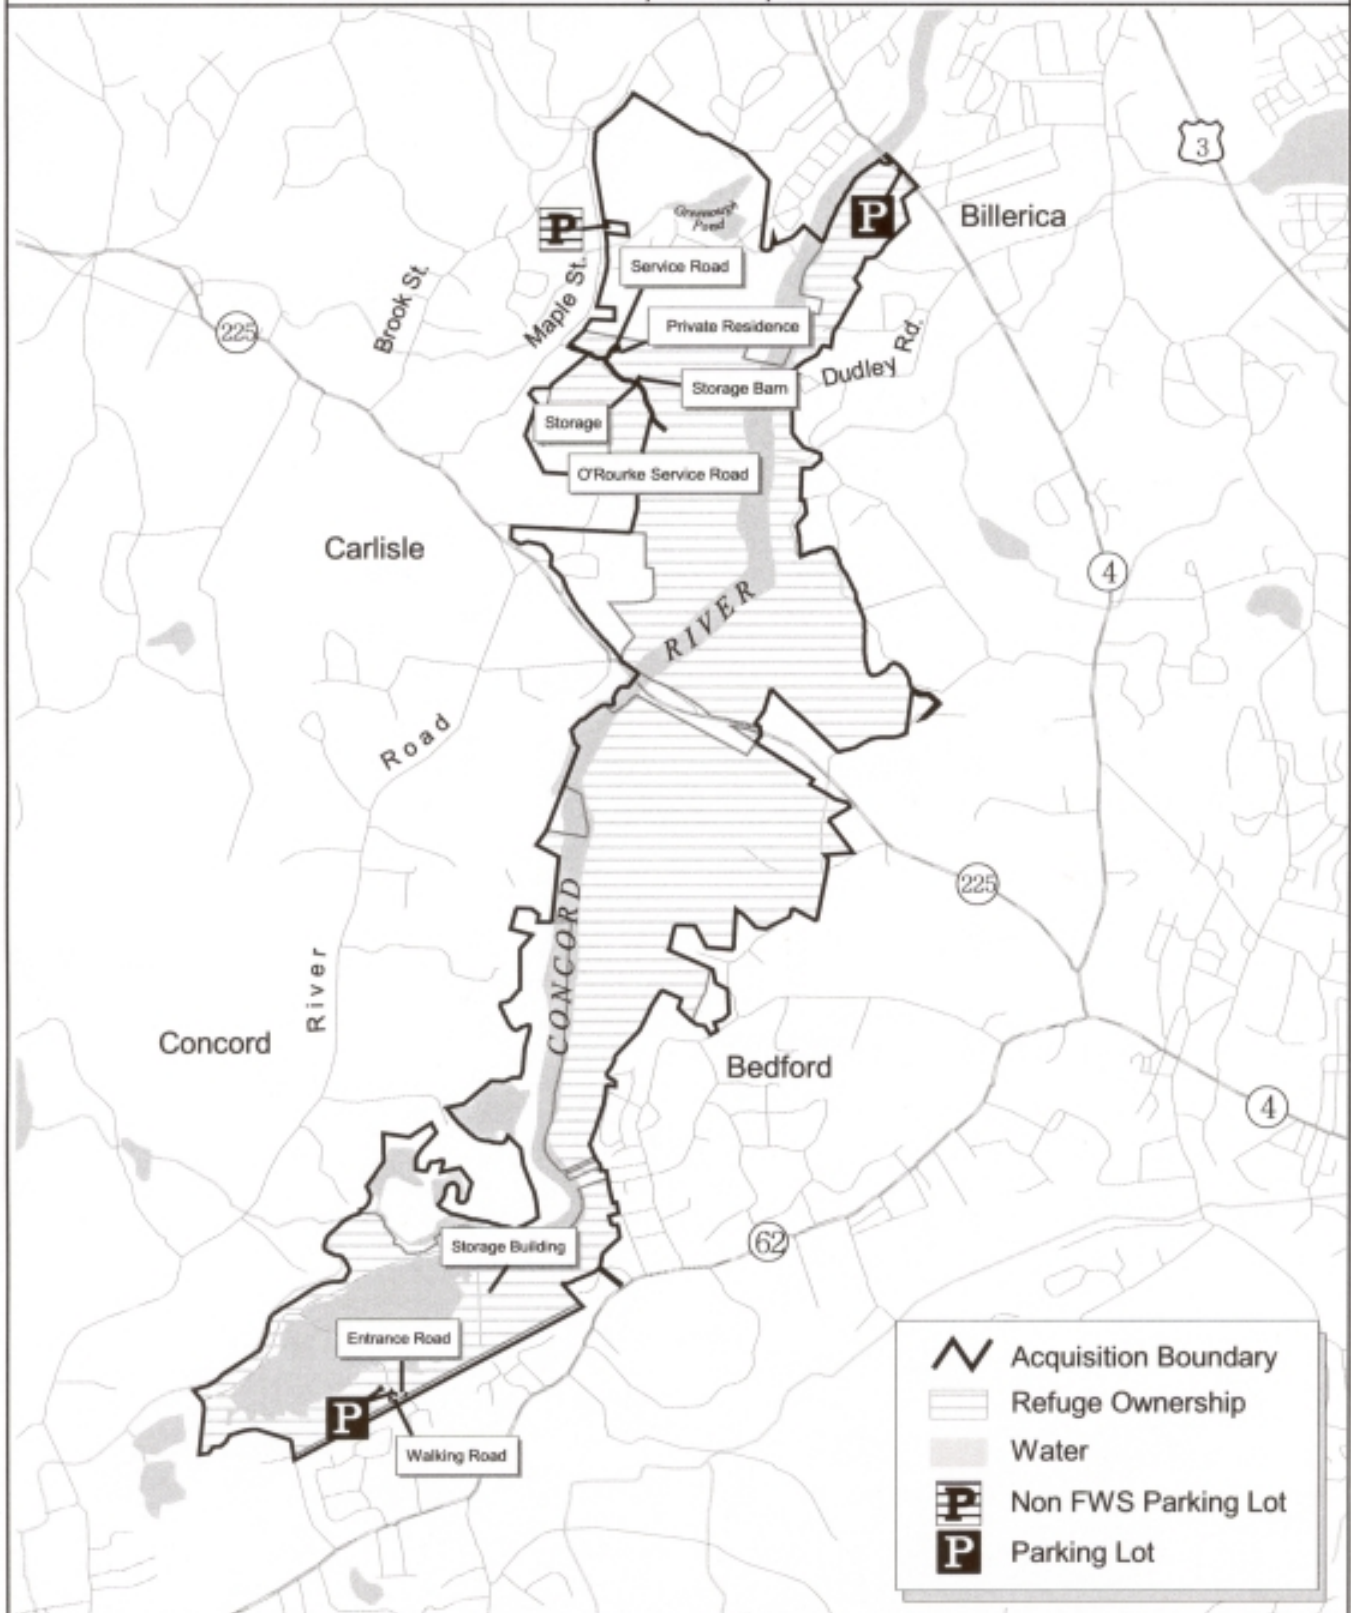 3
P
Billerica
P
Greenough
Pond
Service Road
Brook St.
Maple St.
225
Private Residence
Dudley Rd.
Storage Barn
Storage
O'Rourke Service Road
Carlisle
4
RIVER
Road
225
CONCORD
River
Concord
Bedford
4
62
Storage Building
Entrance Road
P
Walking Road
Acquisition Boundary
Refuge Ownership
Water
P Non FWS Parking Lot
P Parking Lot